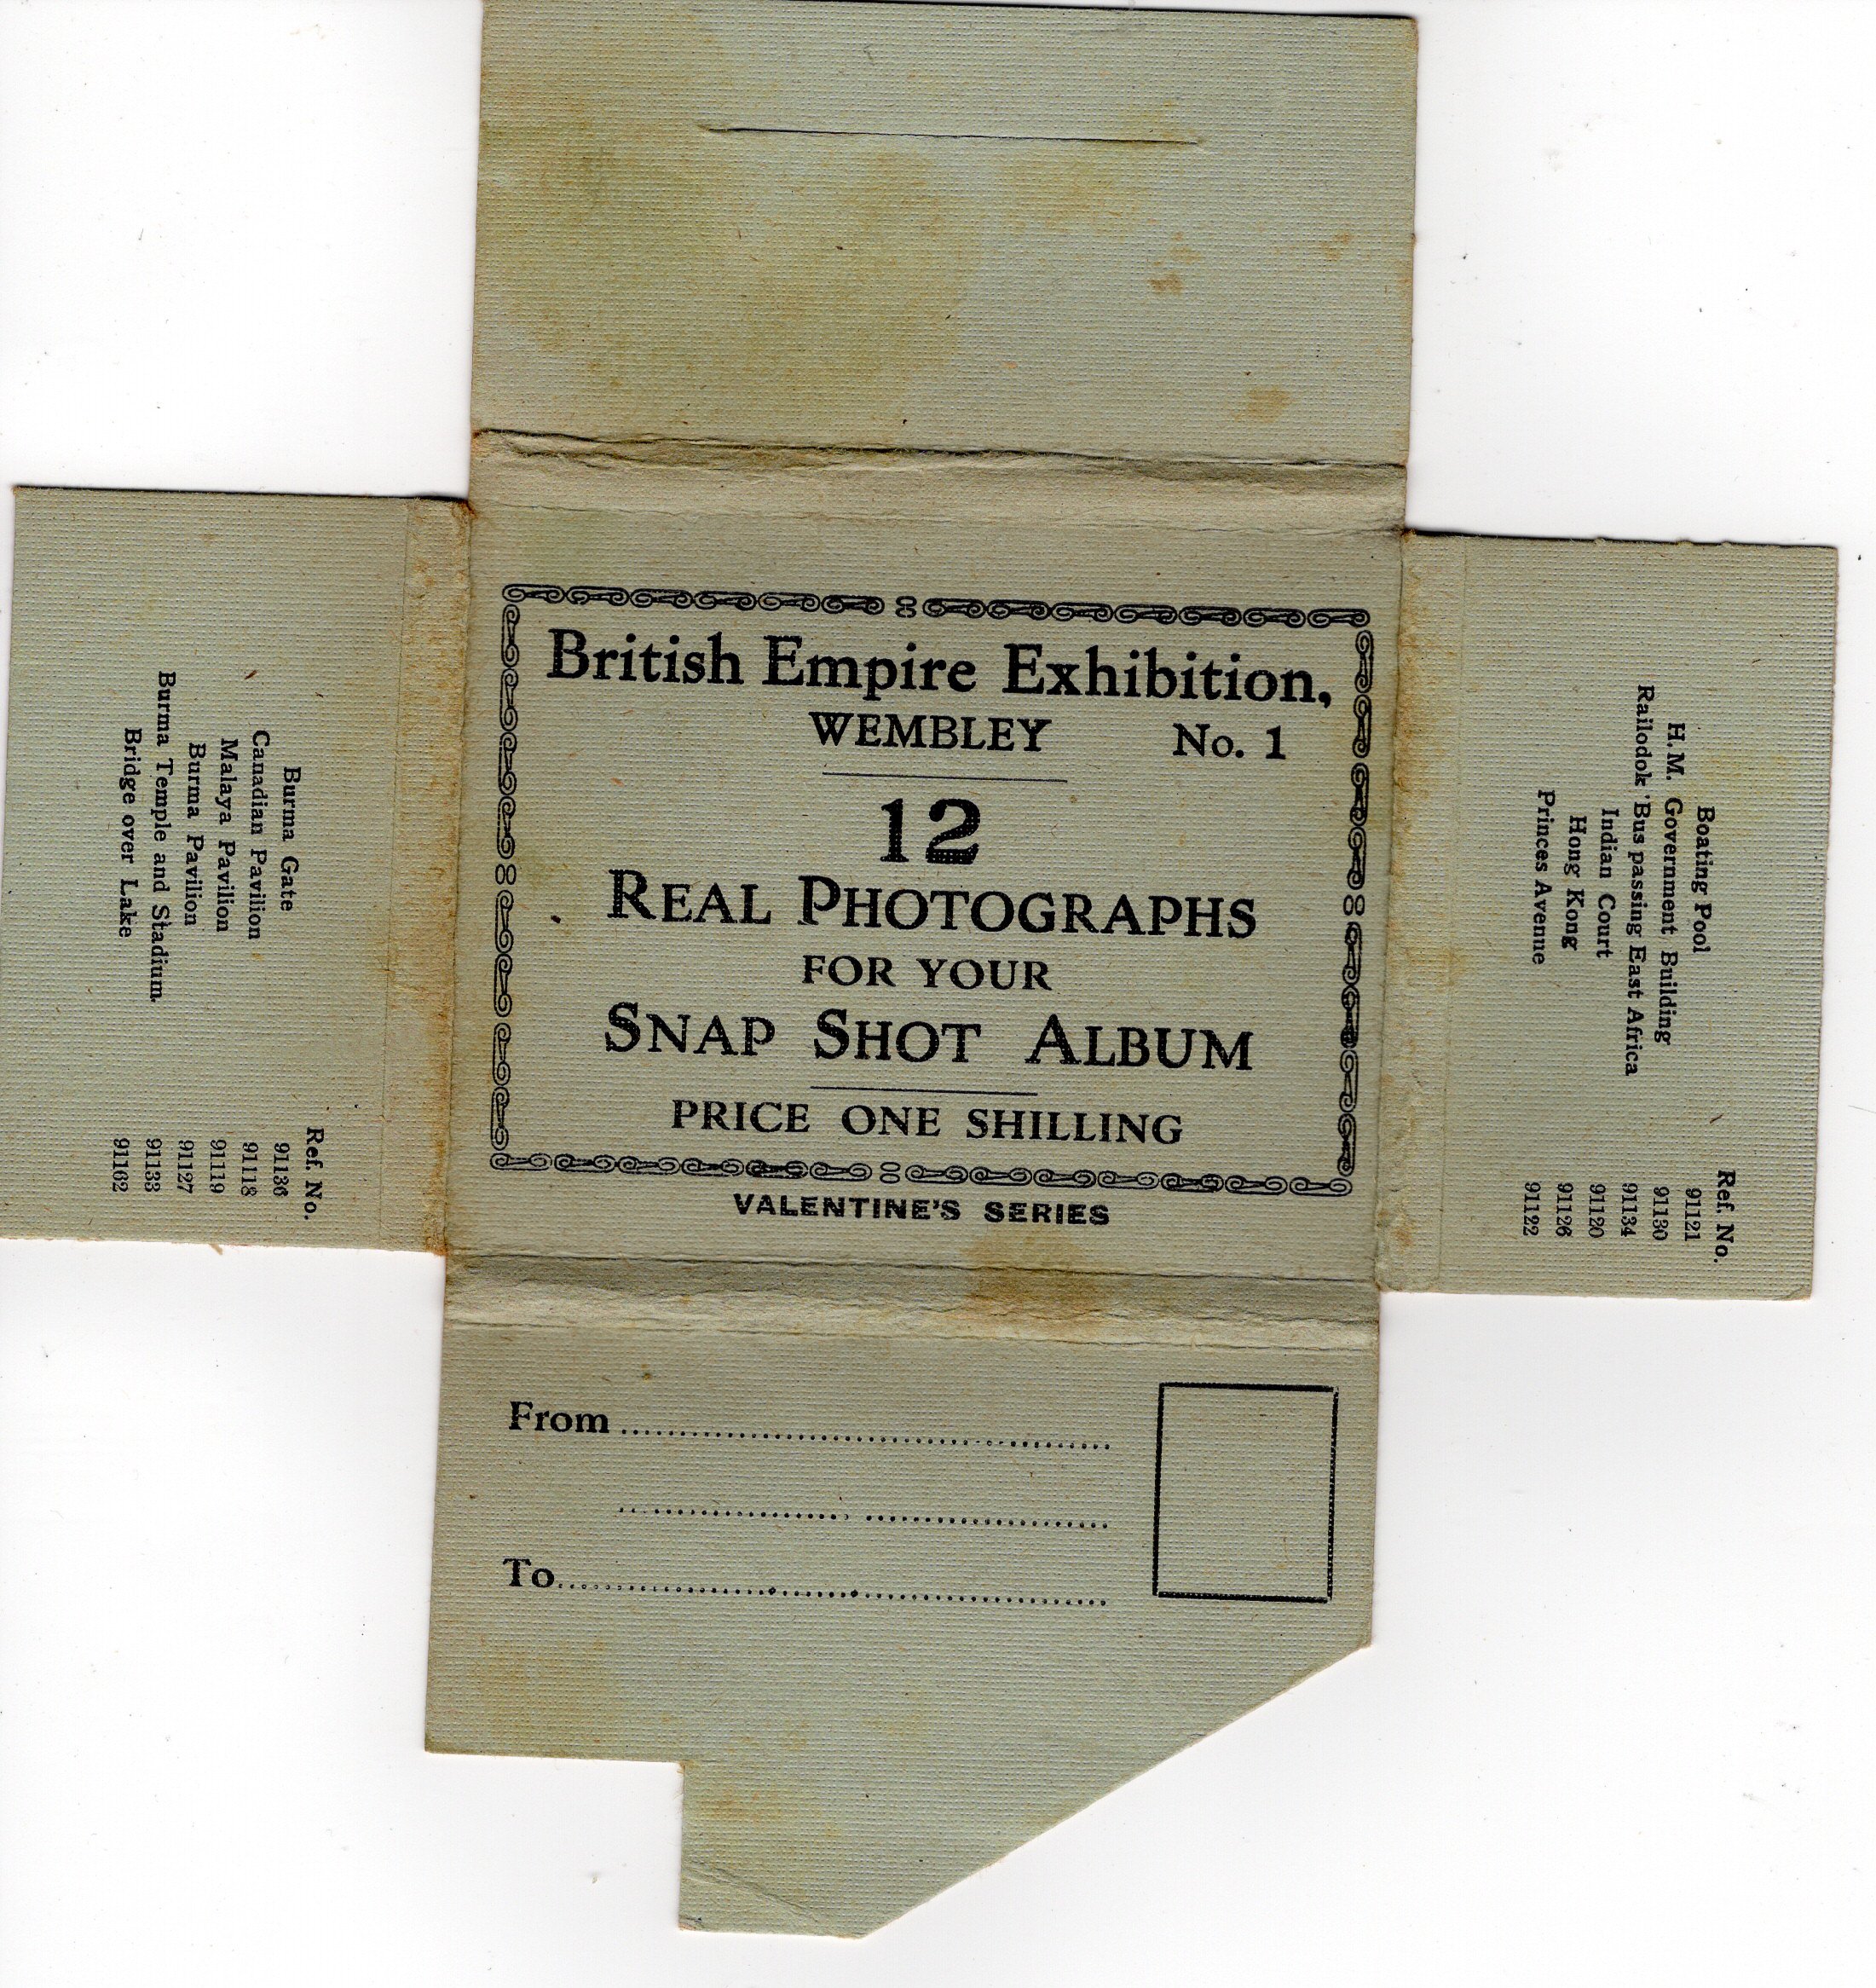 British Empire Exhibition,
WEMBLEY No. 1
12
REAL PHOTOGRAPHS
FOR YOUR
SNAP SHOT ALBUM
PRICE ONE SHILLING
VALENTINE'S SERIES
From
To
Ref. No.
Burma Gate 91136
Canadian Pavilion 91118
Malaya Pavilion 91119
Burma Pavilion 91127
Burma Temple and Stadium. 91133
Bridge over Lake 91162
Ref. No.
Boating Pool 91121
H.M. Government Building 91130
Railodok 'Bus passing East Africa 91134
Indian Court 91120
Hong Kong 91126
Princes Avenue 91122